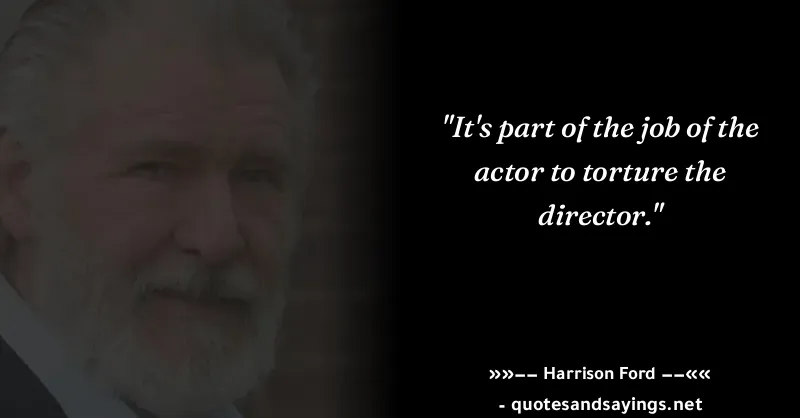 "It's part of the job of the
actor to torture the
director."
»»−− Harrison Ford −−««
- quotesandsayings.net